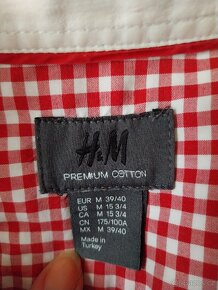 H&M
PREMIUM COTTON
EUR M 39/40
US M 15 3/4
CA M 15 3/4
CN 175/100A
MX M 39/40
Made in
Turkey